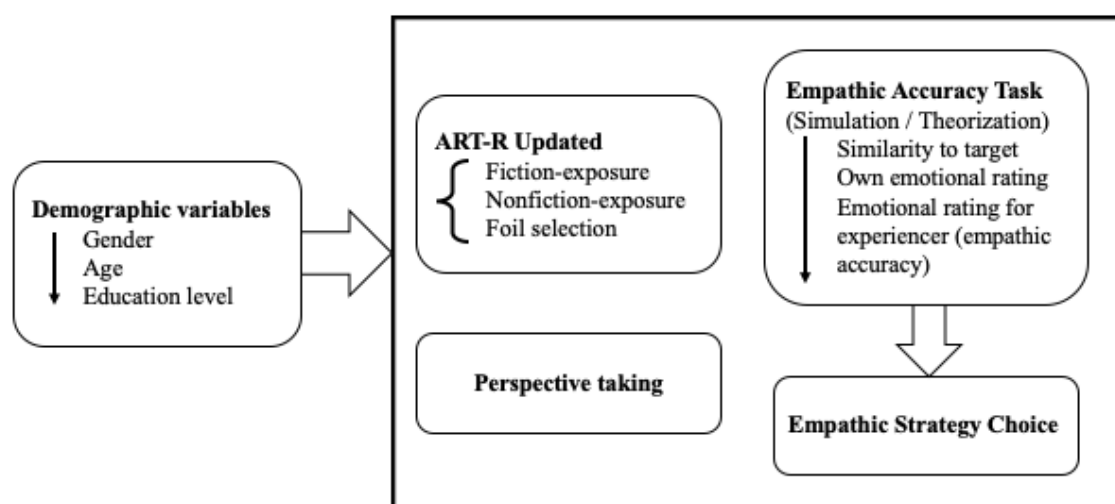 Demographic variables
Gender
Age
Education level
ART-R Updated
Fiction-exposure
Nonfiction-exposure
Foil selection
Perspective taking
Empathic Accuracy Task
(Simulation / Theorization)
Similarity to target
Own emotional rating
Emotional rating for
experiencer (empathic
accuracy)
Empathic Strategy Choice